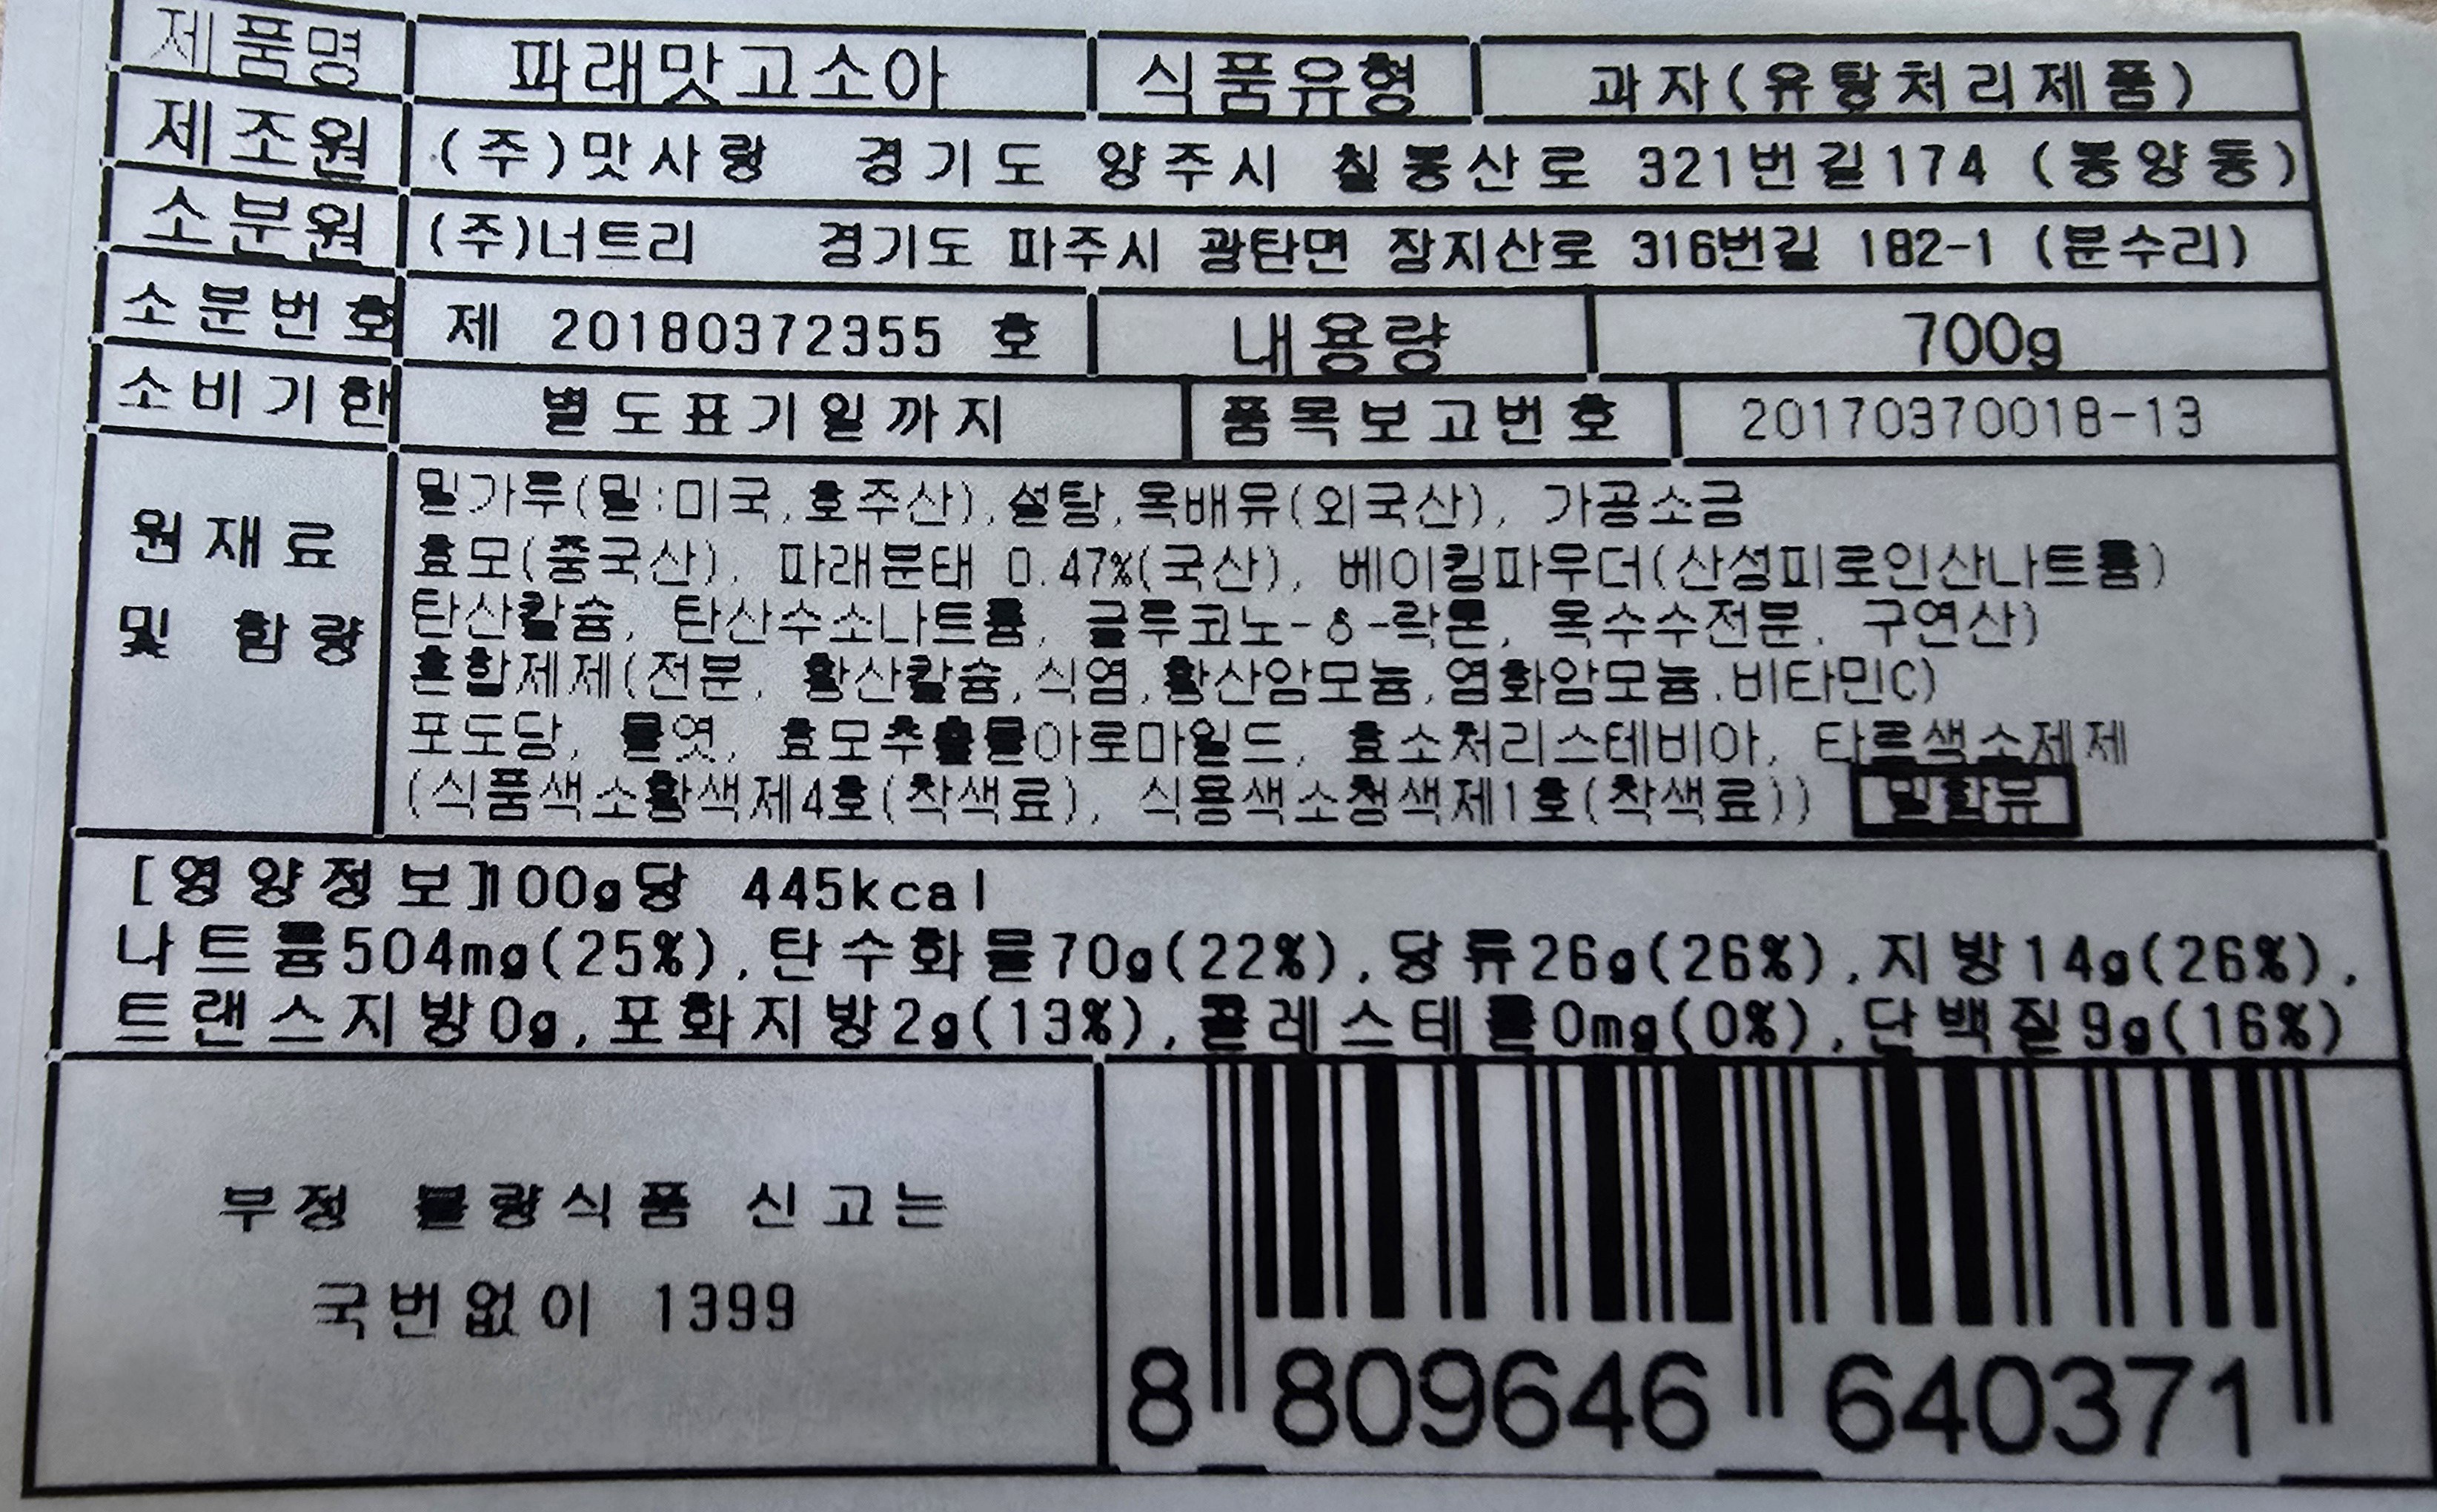 제품명 파래맛고소아 식품유형 과자(유탕처리제품)
제조원 (주)맛사랑 경기도 양주시 칠봉산로 321번길174 (봉양동)
소분원 (주)너트리 경기도 파주시 광탄면 장지산로 316번길 182-1 (분수리)
소분번호 제 20180372355 호 내용량 700g
소비기한 별도표기일까지 품목보고번호 20170370018-13
원재료 및 함량
밀가루(밀:미국,호주산),설탕,옥배유(외국산), 가공소금
효모(중국산), 파래분태 0.47%(국산), 베이킹파우더(산성피로인산나트륨)
탄산칼슘, 탄산수소나트륨, 글루코노-δ-락톤, 옥수수전분, 구연산)
혼합제제(전분, 황산칼슘,식염,황산암모늄,염화암모늄.비타민C)
포도당, 물엿, 효모추출물아로마일드, 효소처리스테비아, 타르색소제제
(식품색소황색제4호(착색료), 식용색소청색제1호(착색료)) 밀함유
[영양정보]100g당 445kcal
나트륨504mg(25%),탄수화물70g(22%),당류26g(26%),지방14g(26%),
트랜스지방0g,포화지방2g(13%),콜레스테롤0mg(0%),단백질9g(16%)
부정 불량식품 신고는
국번없이 1399
8 809646 640371